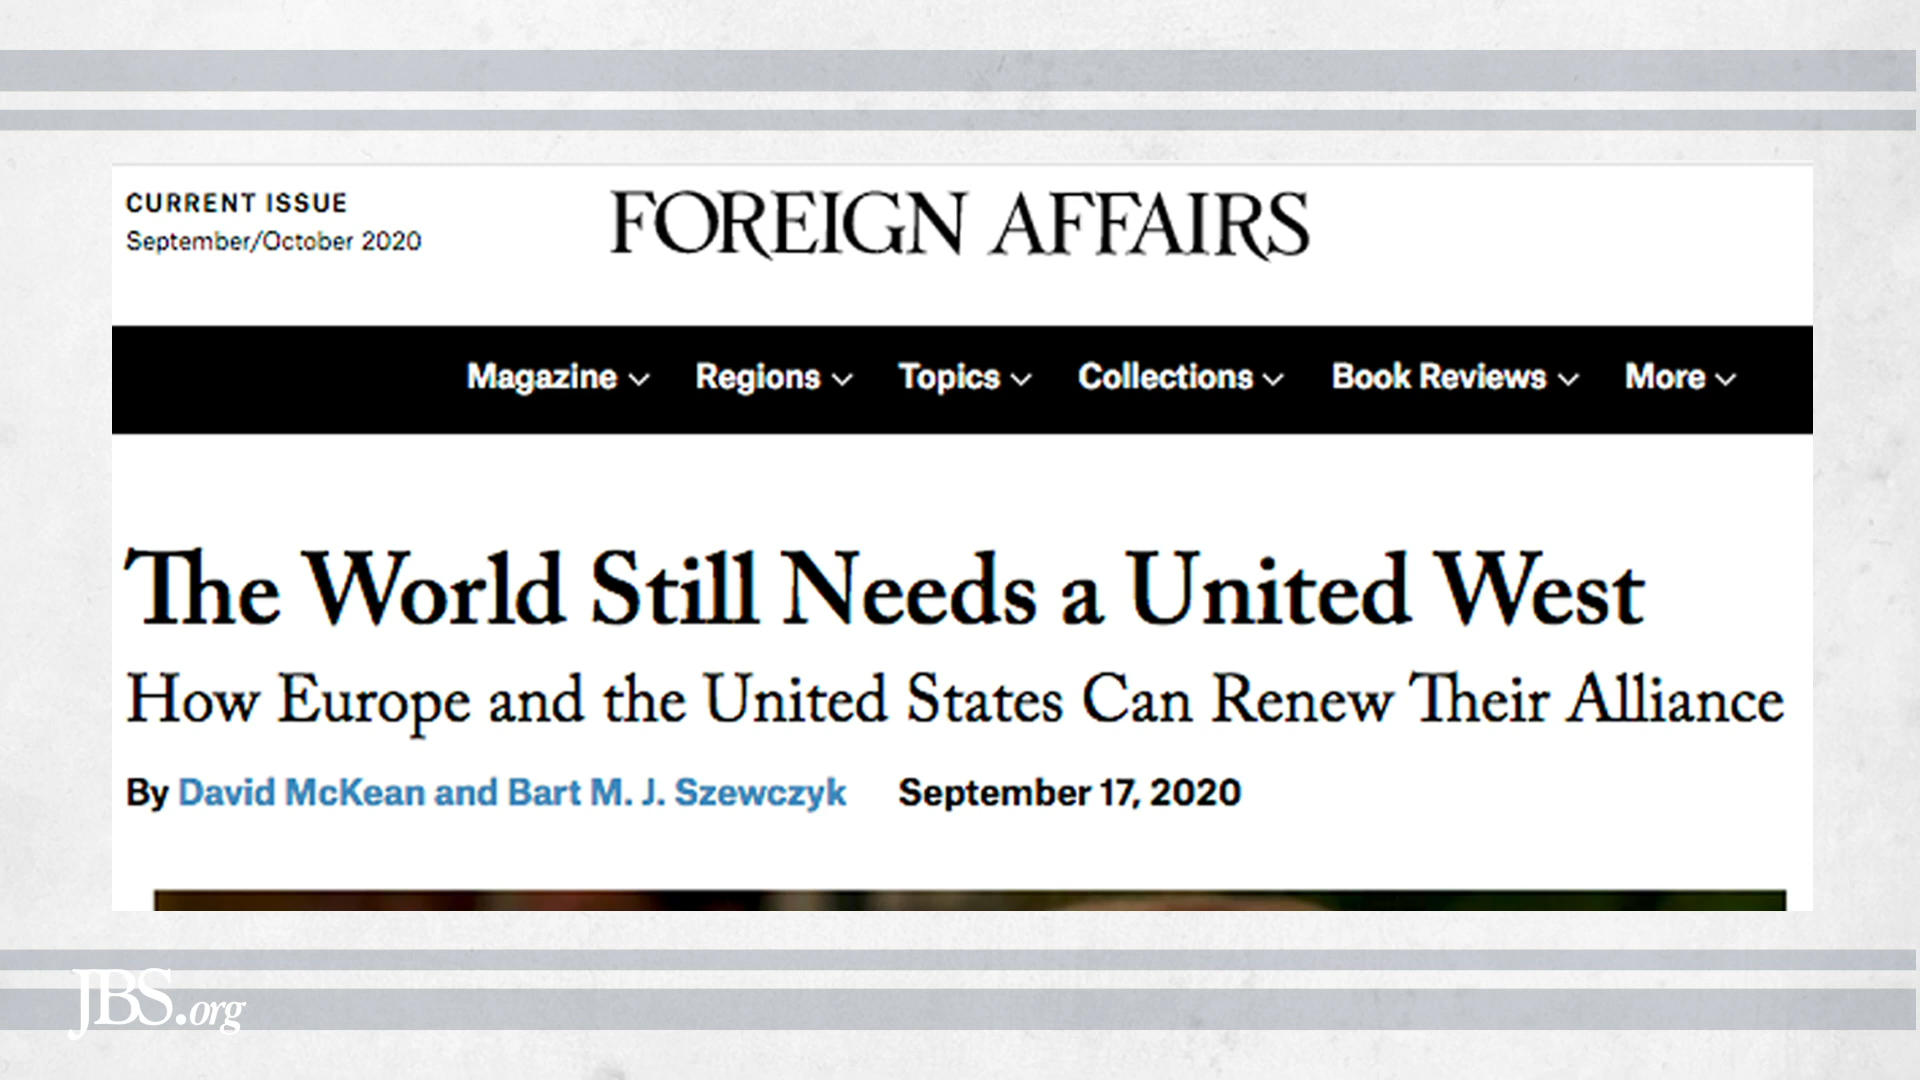 CURRENT ISSUE
September/October 2020
FOREIGN AFFAIRS
Magazine Regions Topics Collections Book Reviews More
The World Still Needs a United West
How Europe and the United States Can Renew Their Alliance
By David McKean and Bart M. J. Szewczyk September 17, 2020
JBS.org